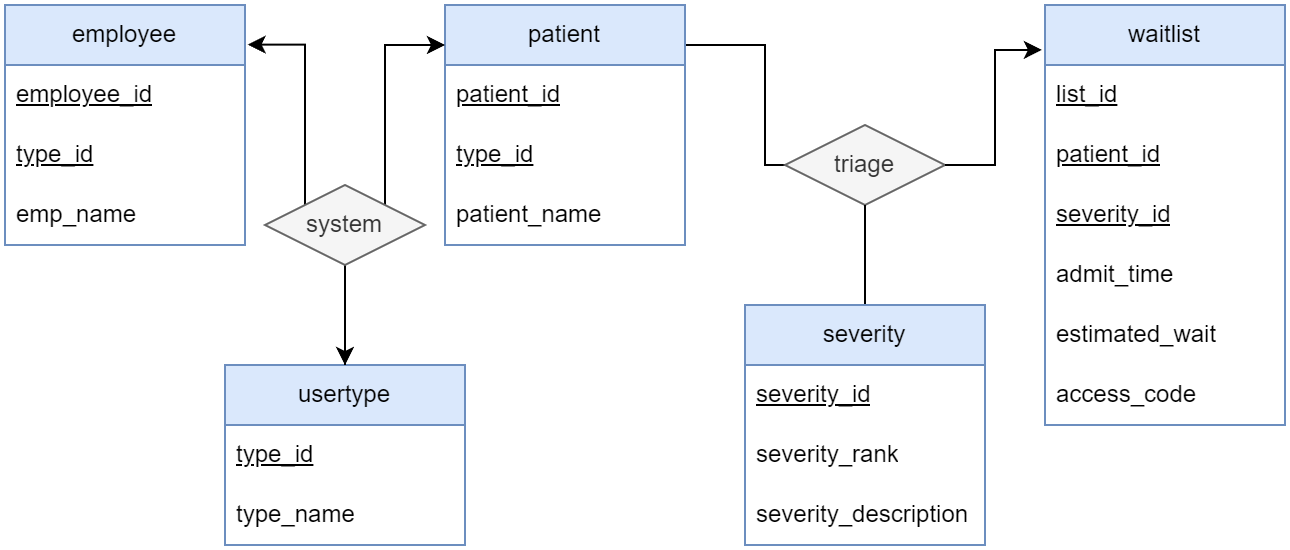 employee
employee_id
type_id
emp_name
system
patient
patient_id
type_id
patient_name
usertype
type_id
type_name
triage
severity
severity_id
severity_rank
severity_description
waitlist
list_id
patient_id
severity_id
admit_time
estimated_wait
access_code